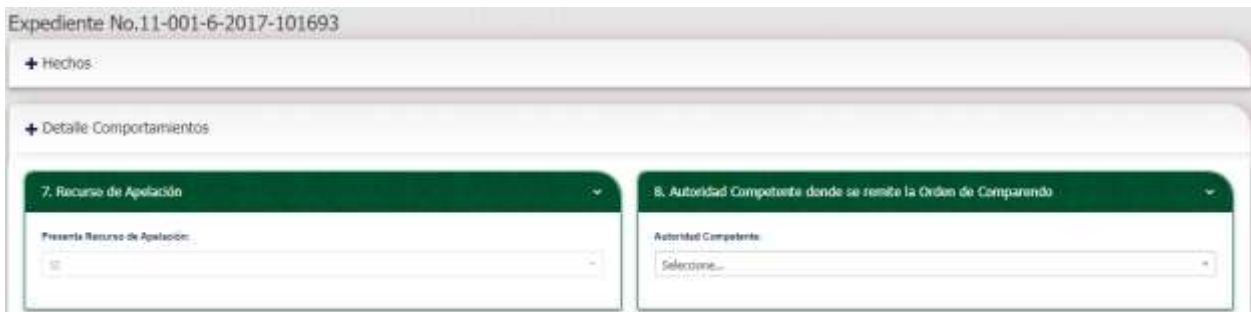 Expediente No.11-001-6-2017-101693
+ Hechos
+ Detalle Comportamientos
7. Recurso de Apelación
8. Autoridad Competente donde se remite la Orden de Comparendo
Presenta Recurso de Apelación:
Autoridad Competente:
Seleccione...